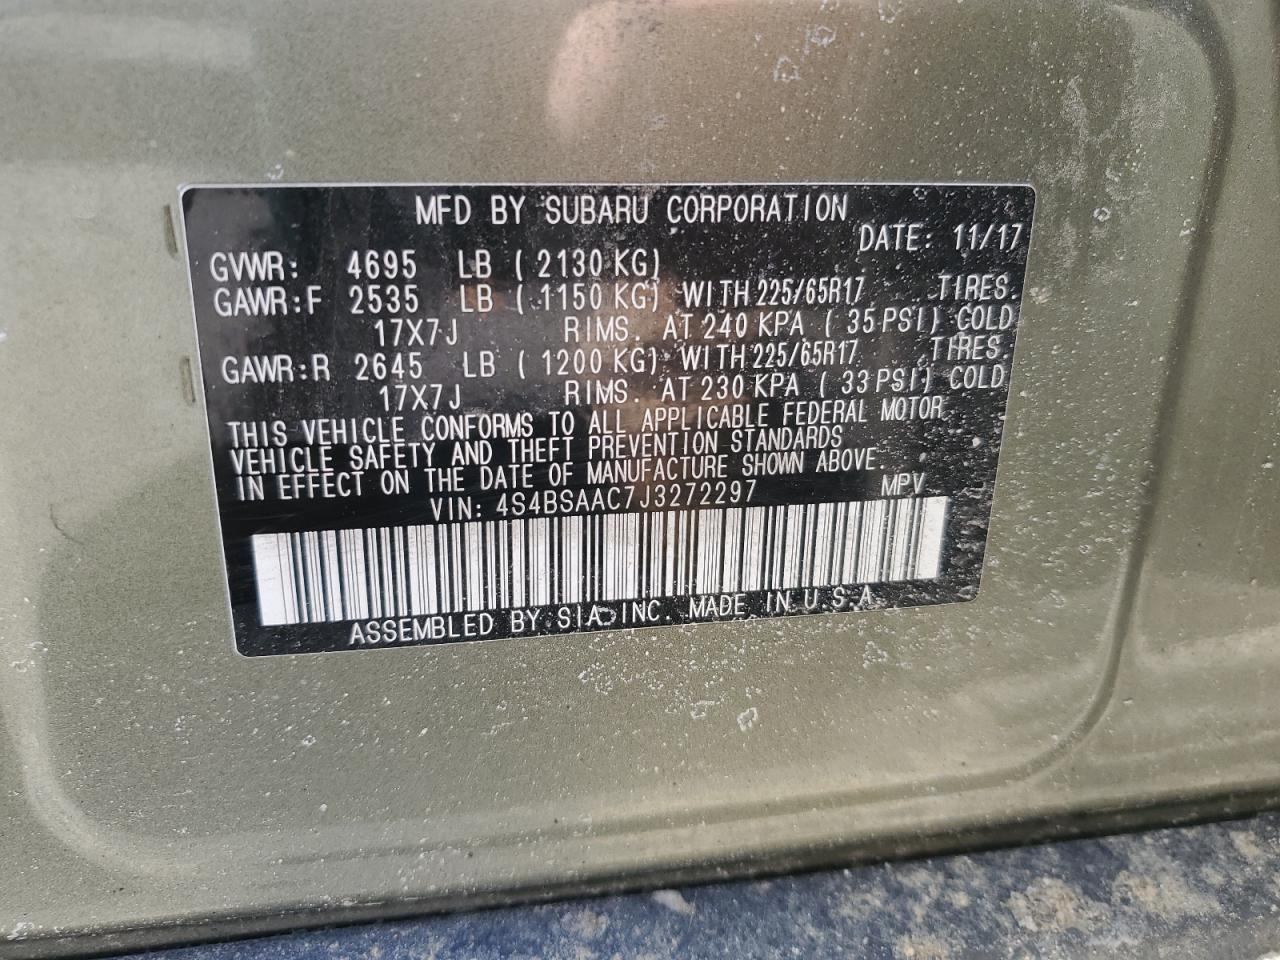 MFD BY SUBARU CORPORATION
DATE: 11/17
GVWR: 4695 LB (2130 KG)
GAWR:F 2535 LB (1150 KG) WITH 225/65R17 TIRES.
17X7J RIMS. AT 240 KPA (35 PSI) COLD
GAWR:R 2645 LB (1200 KG) WITH 225/65R17 TIRES.
17X7J RIMS. AT 230 KPA (33 PSI) COLD
THIS VEHICLE CONFORMS TO ALL APPLICABLE FEDERAL MOTOR
VEHICLE SAFETY AND THEFT PREVENTION STANDARDS
IN EFFECT ON THE DATE OF MANUFACTURE SHOWN ABOVE
VIN: 4S4BSAAC7J3272297 MPV
ASSEMBLED BY SIA, INC. MADE IN U.S.A.